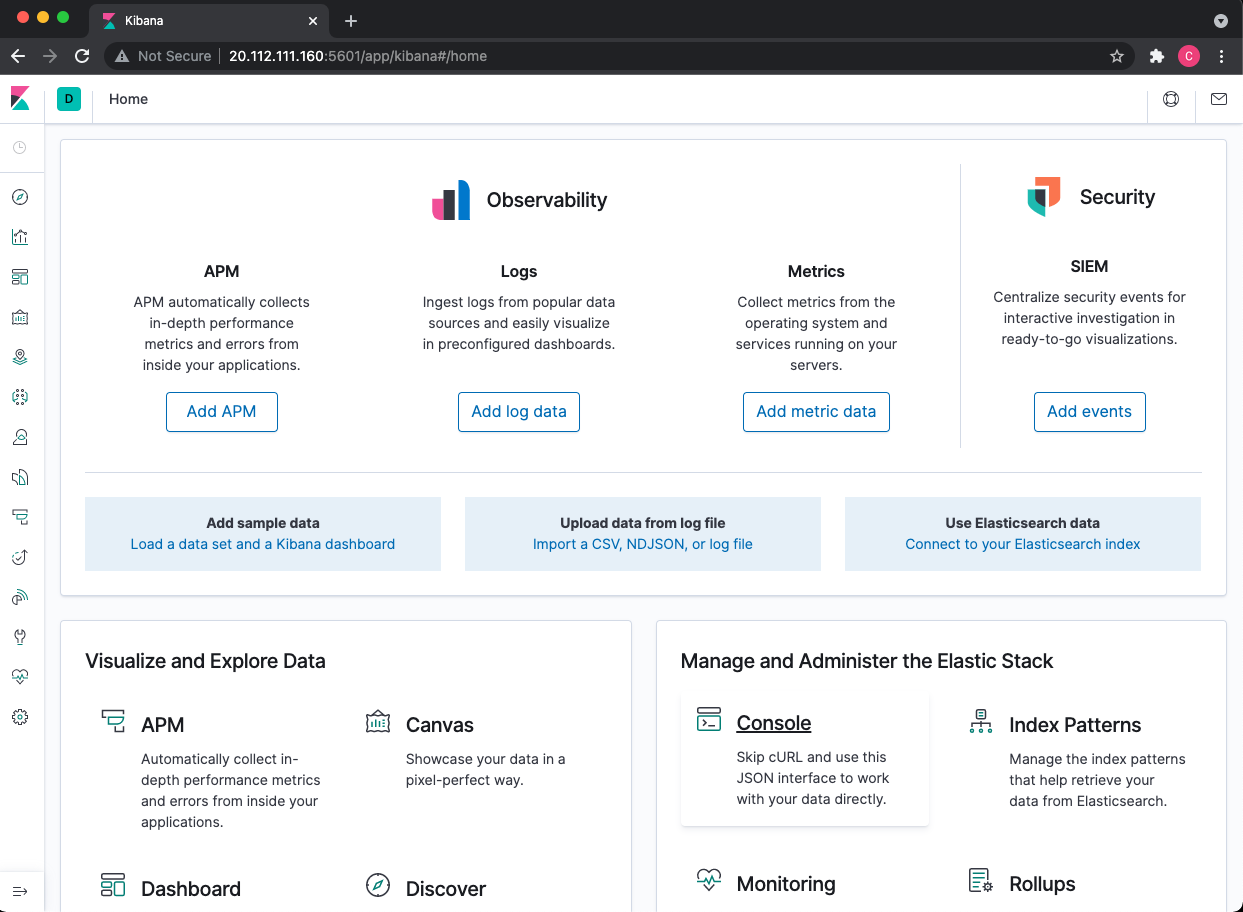 Kibana
Not Secure
20.112.111.160:5601/app/kibana#/home
C
D
Home
Observability
Security
APM
APM automatically collects
in-depth performance
metrics and errors from
inside your applications.
Add APM
Logs
Ingest logs from popular data
sources and easily visualize
in preconfigured dashboards.
Add log data
Metrics
Collect metrics from the
operating system and
services running on your
servers.
Add metric data
SIEM
Centralize security events for
interactive investigation in
ready-to-go visualizations.
Add events
Add sample data
Load a data set and a Kibana dashboard
Upload data from log file
Import a CSV, NDJSON, or log file
Use Elasticsearch data
Connect to your Elasticsearch index
Visualize and Explore Data
APM
Automatically collect in-
depth performance metrics
and errors from inside your
applications.
Canvas
Showcase your data in a
pixel-perfect way.
Dashboard
Discover
Manage and Administer the Elastic Stack
Console
Skip cURL and use this
JSON interface to work
with your data directly.
Index Patterns
Manage the index patterns
that help retrieve your
data from Elasticsearch.
Monitoring
Rollups